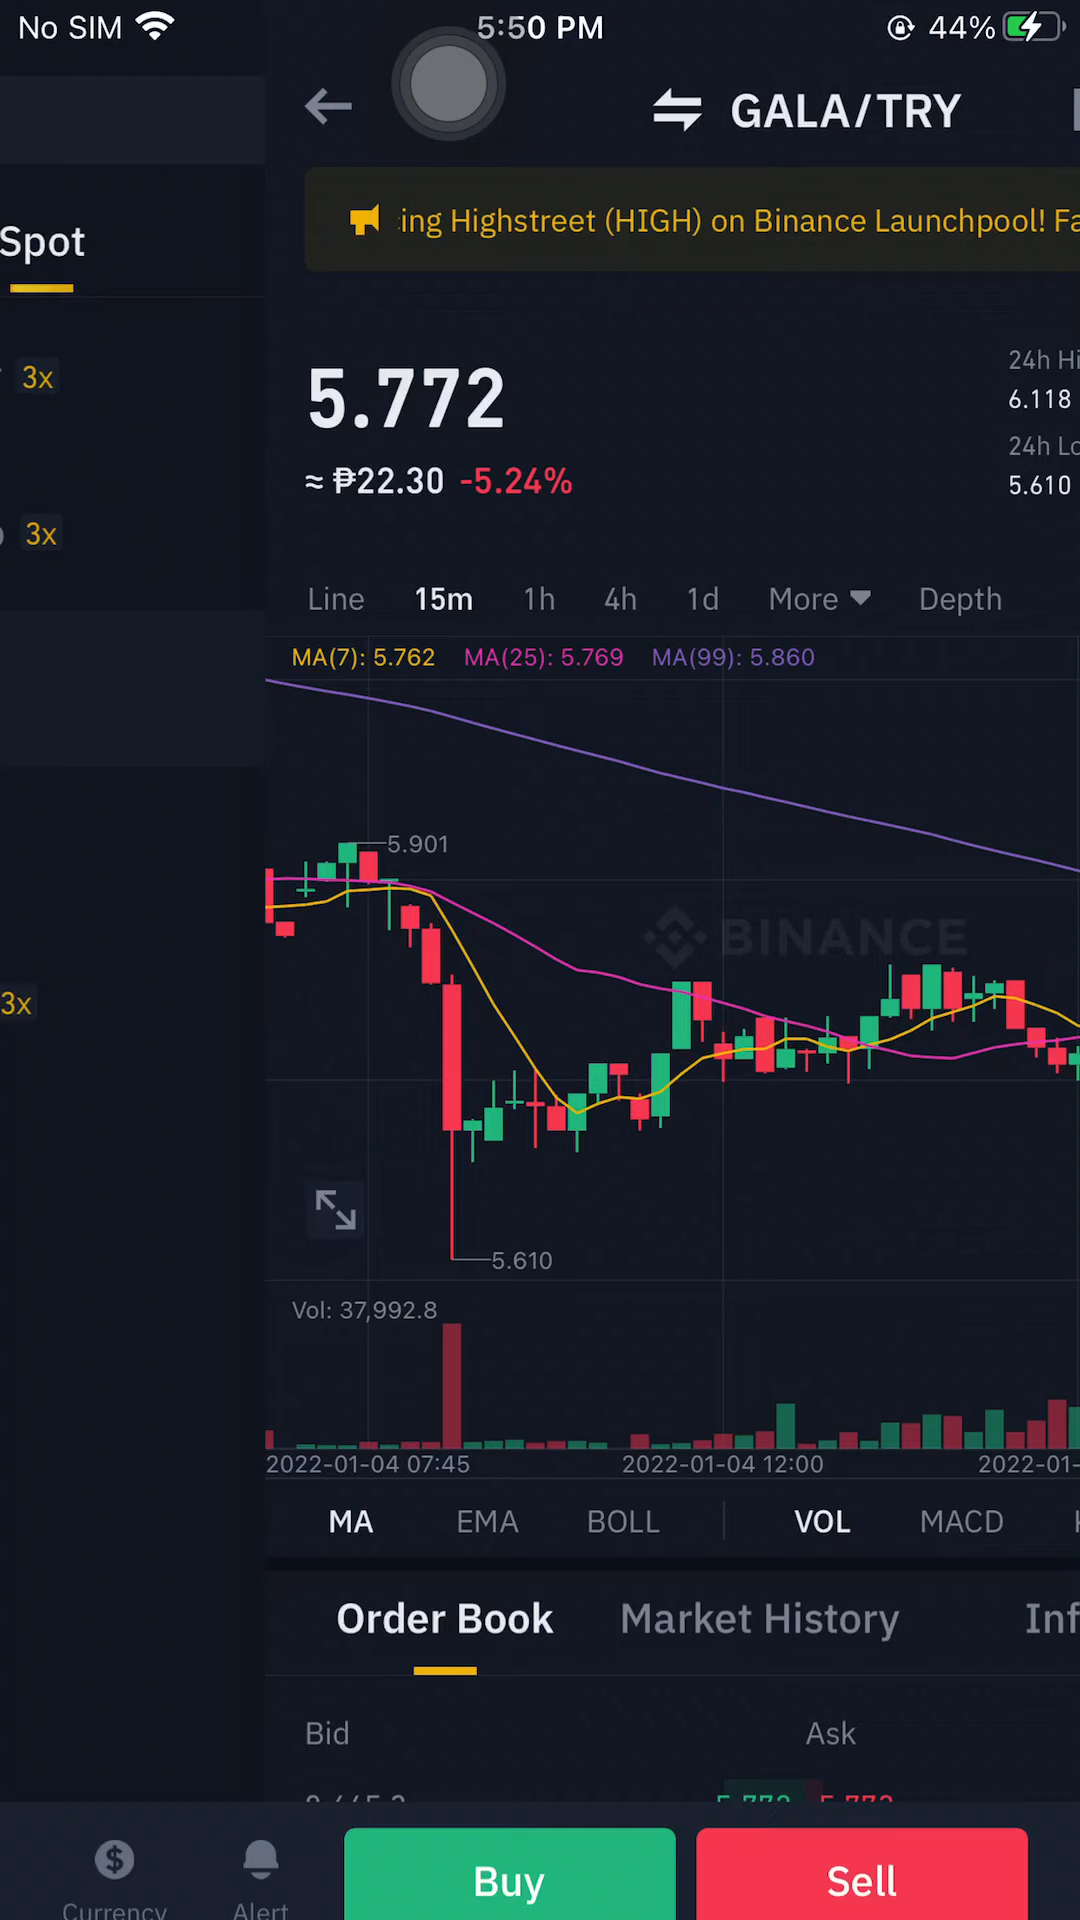 No SIM 5:50 PM 44%
GALA/TRY
ing Highstreet (HIGH) on Binance Launchpool! Fa
Spot
3x
3x
3x
5.772
≈ ₱22.30 -5.24%
24h Hi
6.118
24h Lo
5.610
Line 15m 1h 4h 1d More Depth
MA(7): 5.762 MA(25): 5.769 MA(99): 5.860
5.901
BINANCE
5.610
Vol: 37,992.8
2022-01-04 07:45 2022-01-04 12:00 2022-01-
MA EMA BOLL VOL MACD
Order Book Market History Inf
Bid Ask
5.772 5.773
Currency Alert Buy Sell